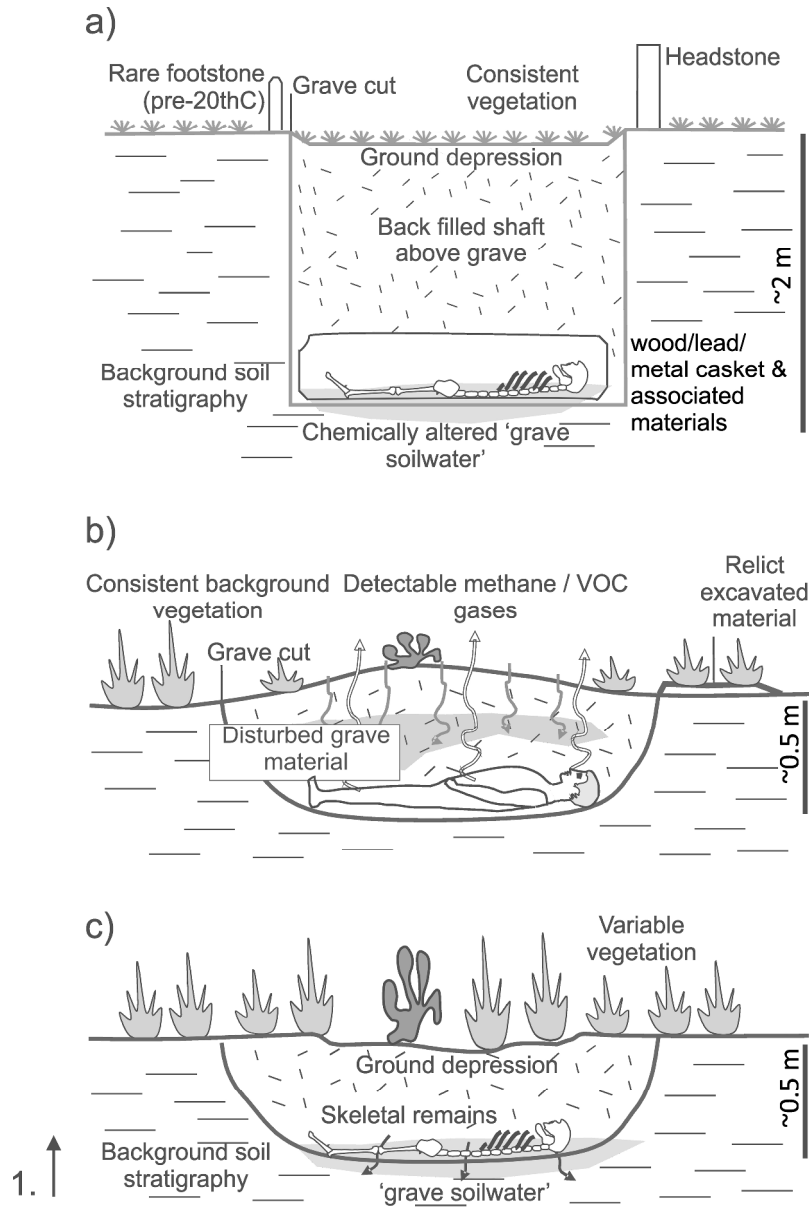 a)
Headstone
Rare footstone
(pre-20thC)
Grave cut
Consistent
vegetation
Ground depression
Back filled shaft
above grave
~2 m
wood/lead/
metal casket &
associated
materials
Background soil
stratigraphy
Chemically altered ‘grave
soilwater’
b)
Relict
excavated
material
Consistent background
vegetation
Detectable methane / VOC
gases
Grave cut
Disturbed grave
material
~0.5 m
c)
Variable
vegetation
Ground depression
~0.5 m
Skeletal remains
Background soil
stratigraphy
1.
‘grave soilwater’